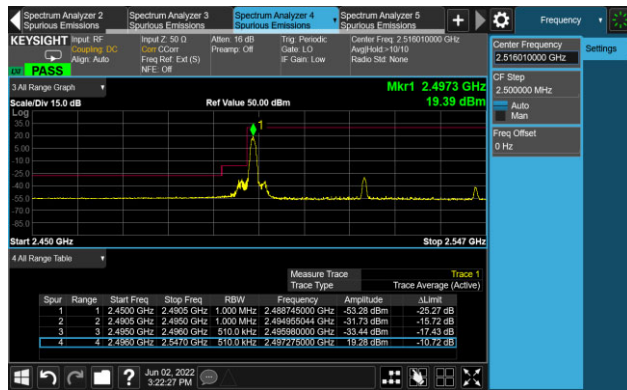 Spectrum Analyzer 2
Spurious Emissions
Spectrum Analyzer 3
Spurious Emissions
Spectrum Analyzer 4
Spurious Emissions
Spectrum Analyzer 5
Spurious Emissions
+
Frequency
KEYSIGHT
Input: RF
Coupling: DC
Align: Auto
Input Z: 50 Ω
Corr CCorr
Freq Ref: Ext (S)
NFE: Off
Atten: 16 dB
Preamp: Off
Trig: Periodic
Gate: LO
IF Gain: Low
Center Freq: 2.516010000 GHz
Avg|Hold:>10/10
Radio Std: None
PASS
Center Frequency
2.516010000 GHz
Settings
CF Step
2.500000 MHz
Auto
Man
Freq Offset
0 Hz
3 All Range Graph
Mkr1 2.4973 GHz
19.39 dBm
Scale/Div 15.0 dB
Ref Value 50.00 dBm
Log
35.0
20.0
5.00
-10.0
-25.0
-40.0
-55.0
-70.0
-85.0
1
Start 2.450 GHz
Stop 2.547 GHz
4 All Range Table
Measure Trace Trace 1
Trace Type Trace Average (Active)
Spur Range Start Freq Stop Freq RBW Frequency Amplitude ΔLimit
1 1 2.4500 GHz 2.4905 GHz 1.000 MHz 2.488745000 GHz -53.28 dBm -25.27 dB
2 2 2.4905 GHz 2.4950 GHz 1.000 MHz 2.494955044 GHz -31.73 dBm -15.72 dB
3 3 2.4950 GHz 2.4960 GHz 510.0 kHz 2.495980000 GHz -33.44 dBm -17.43 dB
4 4 2.4960 GHz 2.5470 GHz 510.0 kHz 2.497275000 GHz 19.28 dBm -10.72 dB
?
Jun 02, 2022
3:22:27 PM